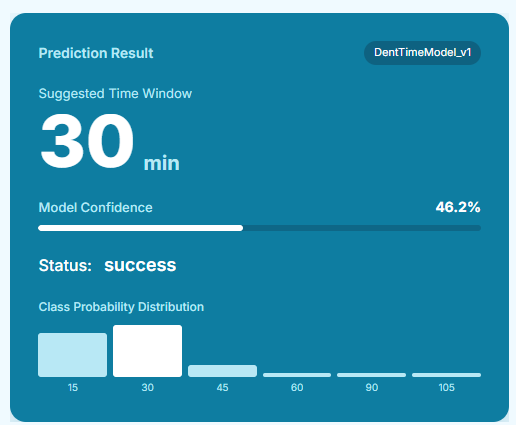 Prediction Result DentTimeModel_v1
Suggested Time Window
30 min
Model Confidence 46.2%
Status: success
Class Probability Distribution
15 30 45 60 90 105